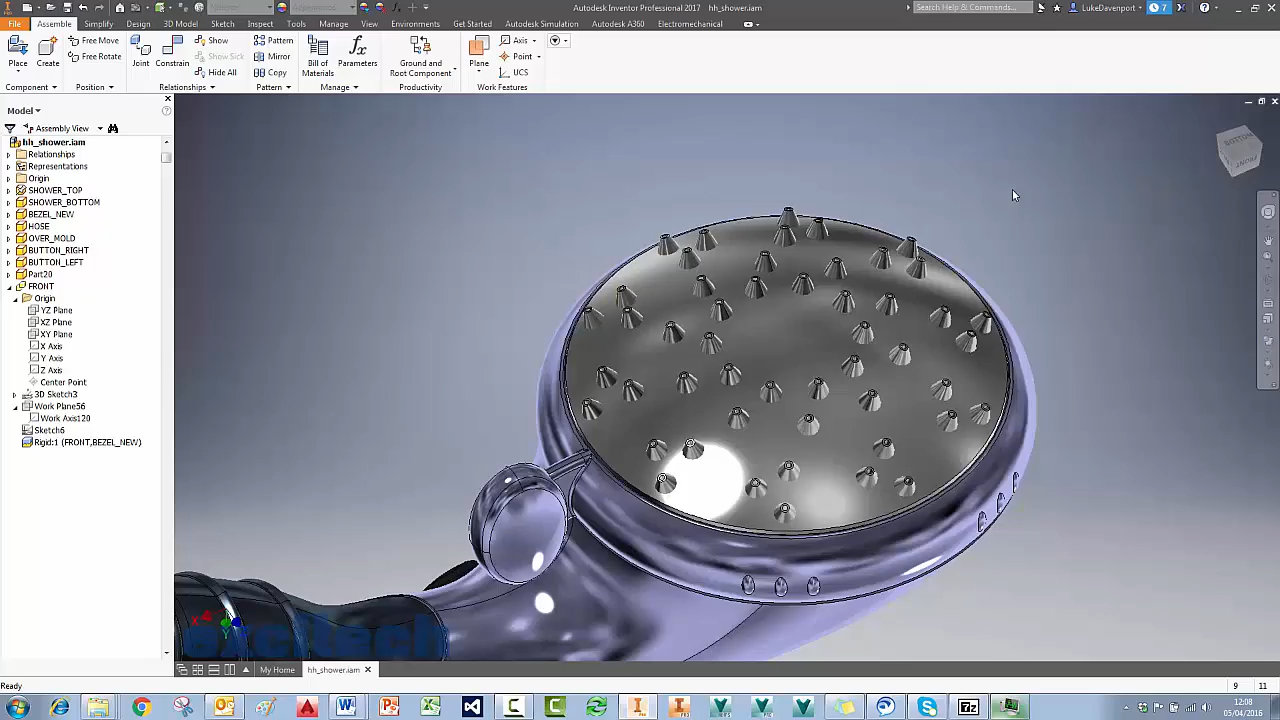 Autodesk Inventor Professional 2017 hh_shower.iam
Search Help & Commands...
LukeDavenport
7
File Assemble Simplify Design 3D Model Sketch Inspect Tools Manage View Environments Get Started Autodesk Simulation Autodesk A360 Electromechanical
Place
Create
Free Move
Free Rotate
Joint
Constrain
Show
Show Sick
Hide All
Pattern
Mirror
Copy
Bill of
Materials
Parameters
Ground and
Root Component
Plane
Axis
Point
UCS
Component Position Relationships Pattern Manage Productivity Work Features
Model
Assembly View
hh_shower.iam
Relationships
Representations
Origin
SHOWER_TOP
SHOWER_BOTTOM
BEZEL_NEW
HOSE
OVER_MOLD
BUTTON_RIGHT
BUTTON_LEFT
Part20
FRONT
Origin
YZ Plane
XZ Plane
XY Plane
X Axis
Y Axis
Z Axis
Center Point
3D Sketch3
Work Plane56
Work Axis120
Sketch6
Rigid:1 (FRONT,BEZEL_NEW)
BOTTOM
FRONT
X
Y
excitech
My Home
hh_shower.iam
Ready
9 11
12:08
05/04/2016